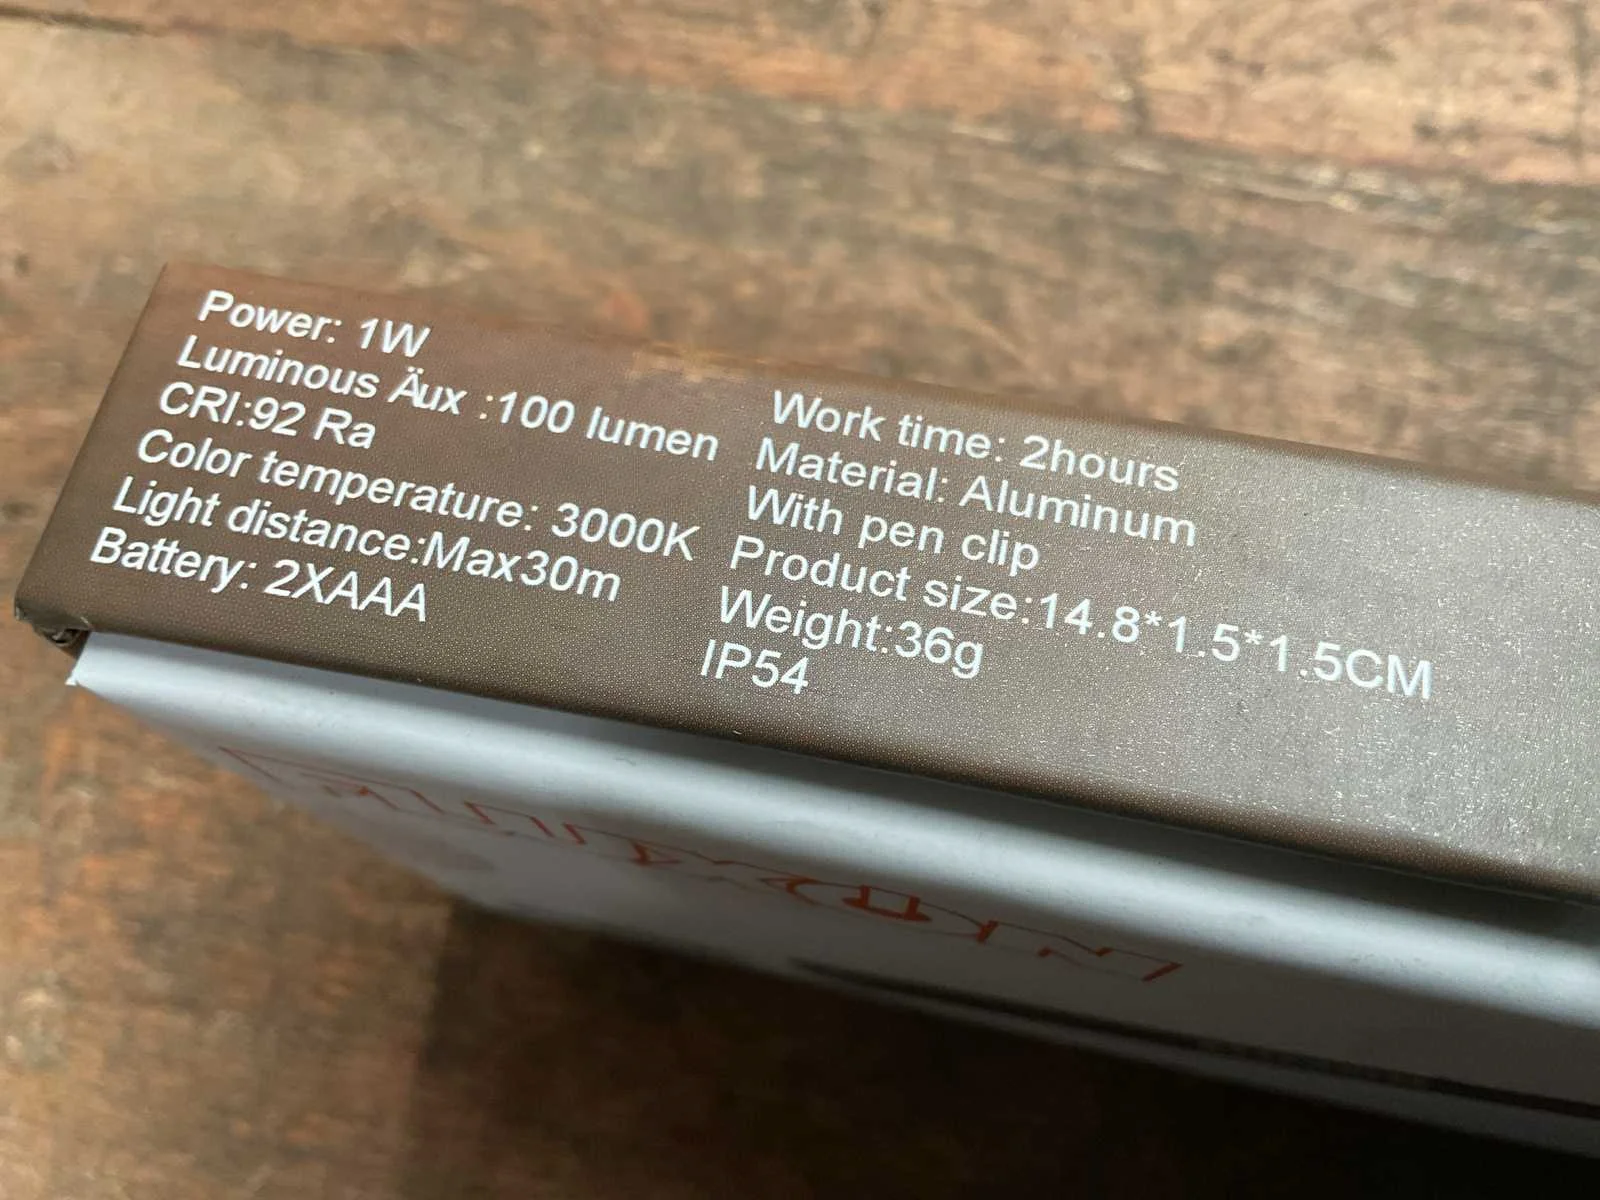 Power: 1W
Luminous Äux :100 lumen
CRI:92 Ra
Color temperature: 3000K
Light distance:Max30m
Battery: 2XAAA
Work time: 2hours
Material: Aluminum
With pen clip
Product size:14.8*1.5*1.5CM
Weight:36g
IP54